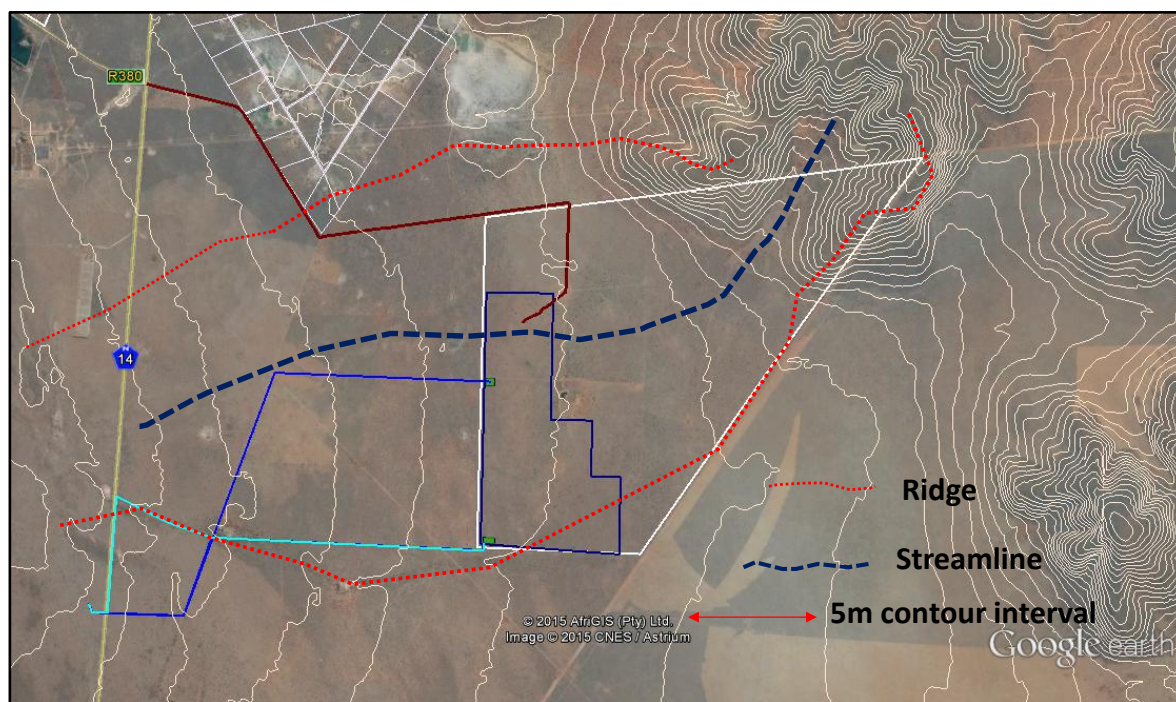 R380
N
14
Ridge
Streamline
5m contour interval
© 2015 AfriGIS (Pty) Ltd.
Image © 2015 CNES / Astrium
Google earth